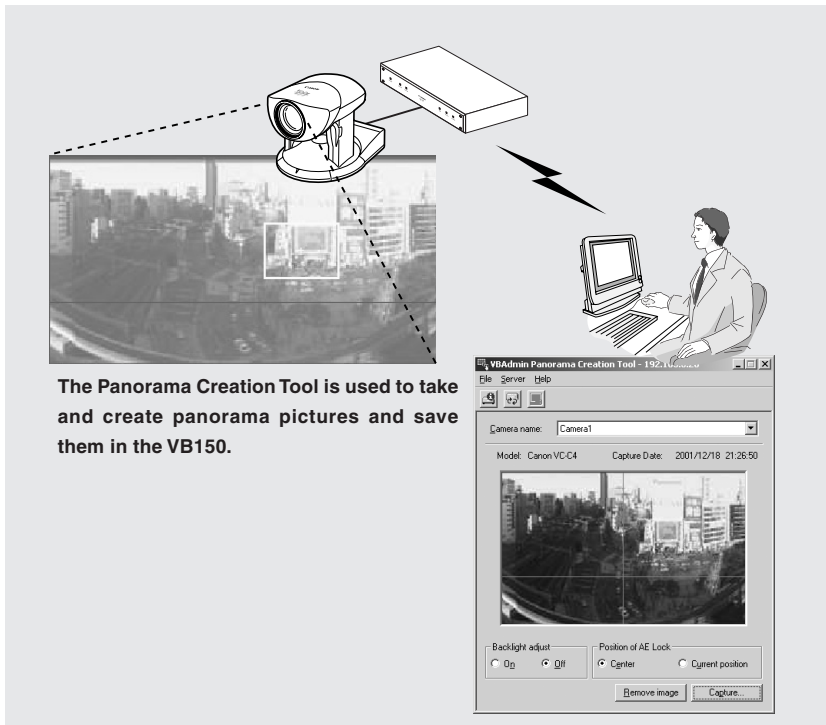 The Panorama Creation Tool is used to take
and create panorama pictures and save
them in the VB150.
VBAdmin Panorama Creation Tool - 192.
File Server Help
Camera name: Camera1
Model: Canon VC-C4 Capture Date: 2001/12/18 21:26:50
Backlight adjust Position of AE Lock
On Off Center Current position
Remove image Capture...